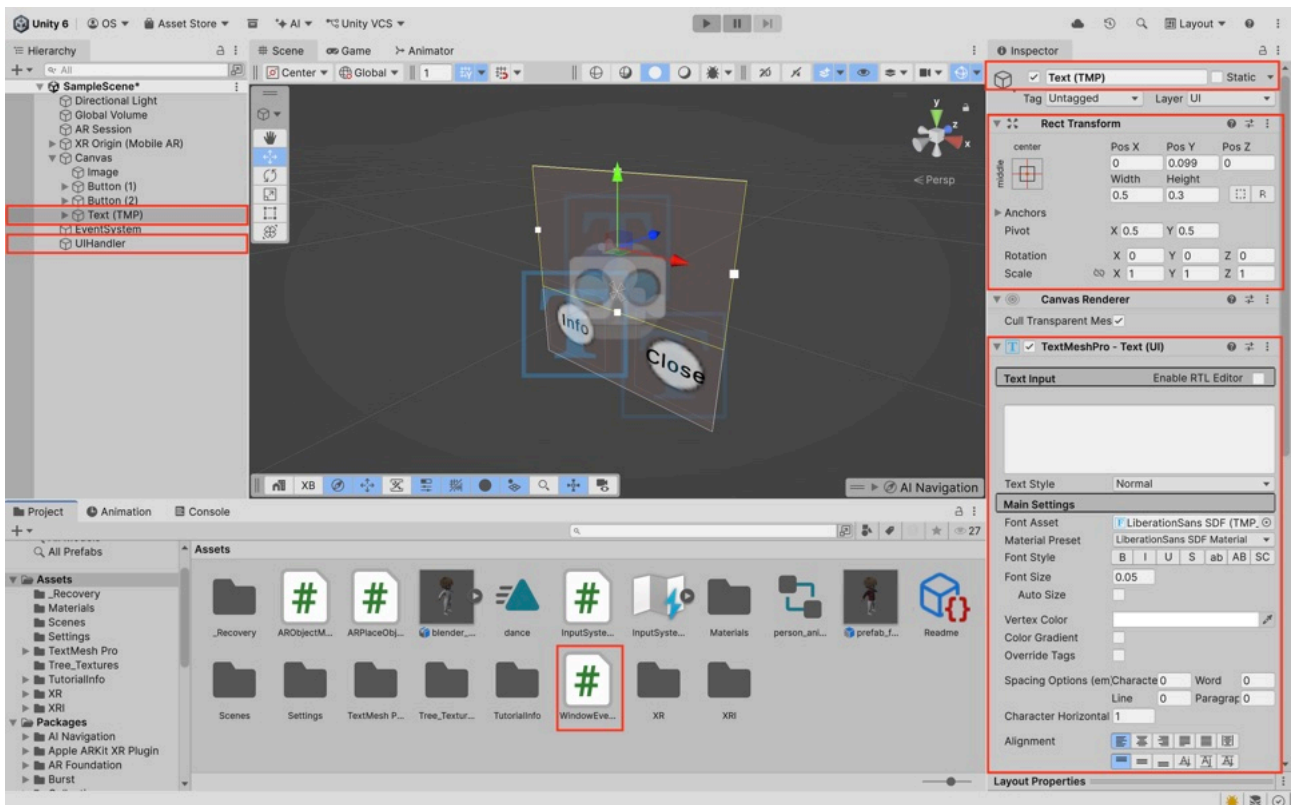 Unity 6 OS Asset Store AI Unity VCS Layout
Hierarchy
All
SampleScene*
Directional Light
Global Volume
AR Session
XR Origin (Mobile AR)
Canvas
Image
Button (1)
Button (2)
Text (TMP)
EventSystem
UIHandler
Scene Game Animator
Center Global 1
y
z
x
Persp
Info
Close
XB
AI Navigation
Inspector
Text (TMP) Static
Tag Untagged Layer UI
Rect Transform
center Pos X Pos Y Pos Z
middle 0 0.099 0
Width Height
0.5 0.3 R
Anchors
Pivot X 0.5 Y 0.5
Rotation X 0 Y 0 Z 0
Scale X 1 Y 1 Z 1
Canvas Renderer
Cull Transparent Mes
TextMeshPro - Text (UI)
Text Input Enable RTL Editor
Text Style Normal
Main Settings
Font Asset LiberationSans SDF (TMP_
Material Preset LiberationSans SDF Material
Font Style B I U S ab AB SC
Font Size 0.05
Auto Size
Vertex Color
Color Gradient
Override Tags
Spacing Options (em Characte 0 Word 0
Line 0 Paragrap 0
Character Horizontal 1
Alignment
Layout Properties
Project Animation Console
27
All Prefabs
Assets
_Recovery
Materials
Scenes
Settings
TextMesh Pro
Tree_Textures
TutorialInfo
XR
XRI
Packages
AI Navigation
Apple ARKit XR Plugin
AR Foundation
Burst
Assets
_Recovery ARObjectM... ARPlaceObj... blender_... dance InputSyste... InputSyste... Materials person_ani... prefab_f... Readme
Scenes Settings TextMesh P... Tree_Textur... TutorialInfo WindowEve... XR XRI